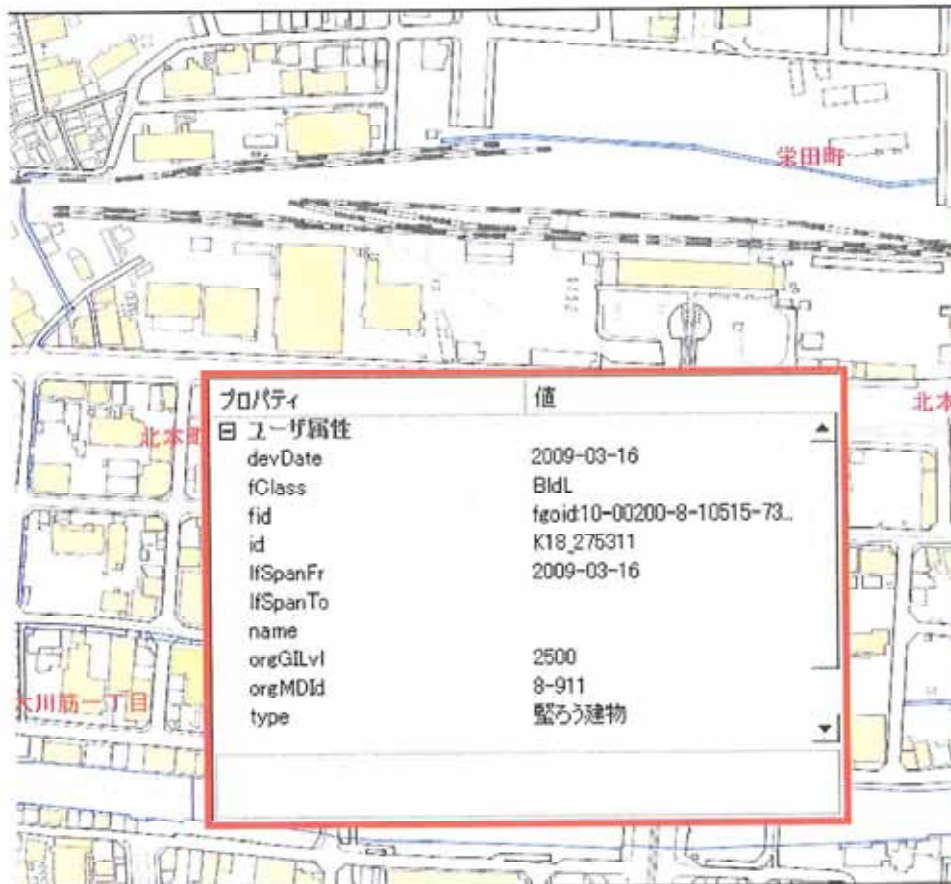 栄田町
北本町
北本
大川筋一丁目
プロパティ 値
ユーザ属性
devDate 2009-03-16
fClass BldL
fid fgoid:10-00200-8-10515-73...
id K18_275311
lfSpanFr 2009-03-16
lfSpanTo
name
orgGILvl 2500
orgMDId 8-911
type 堅ろう建物